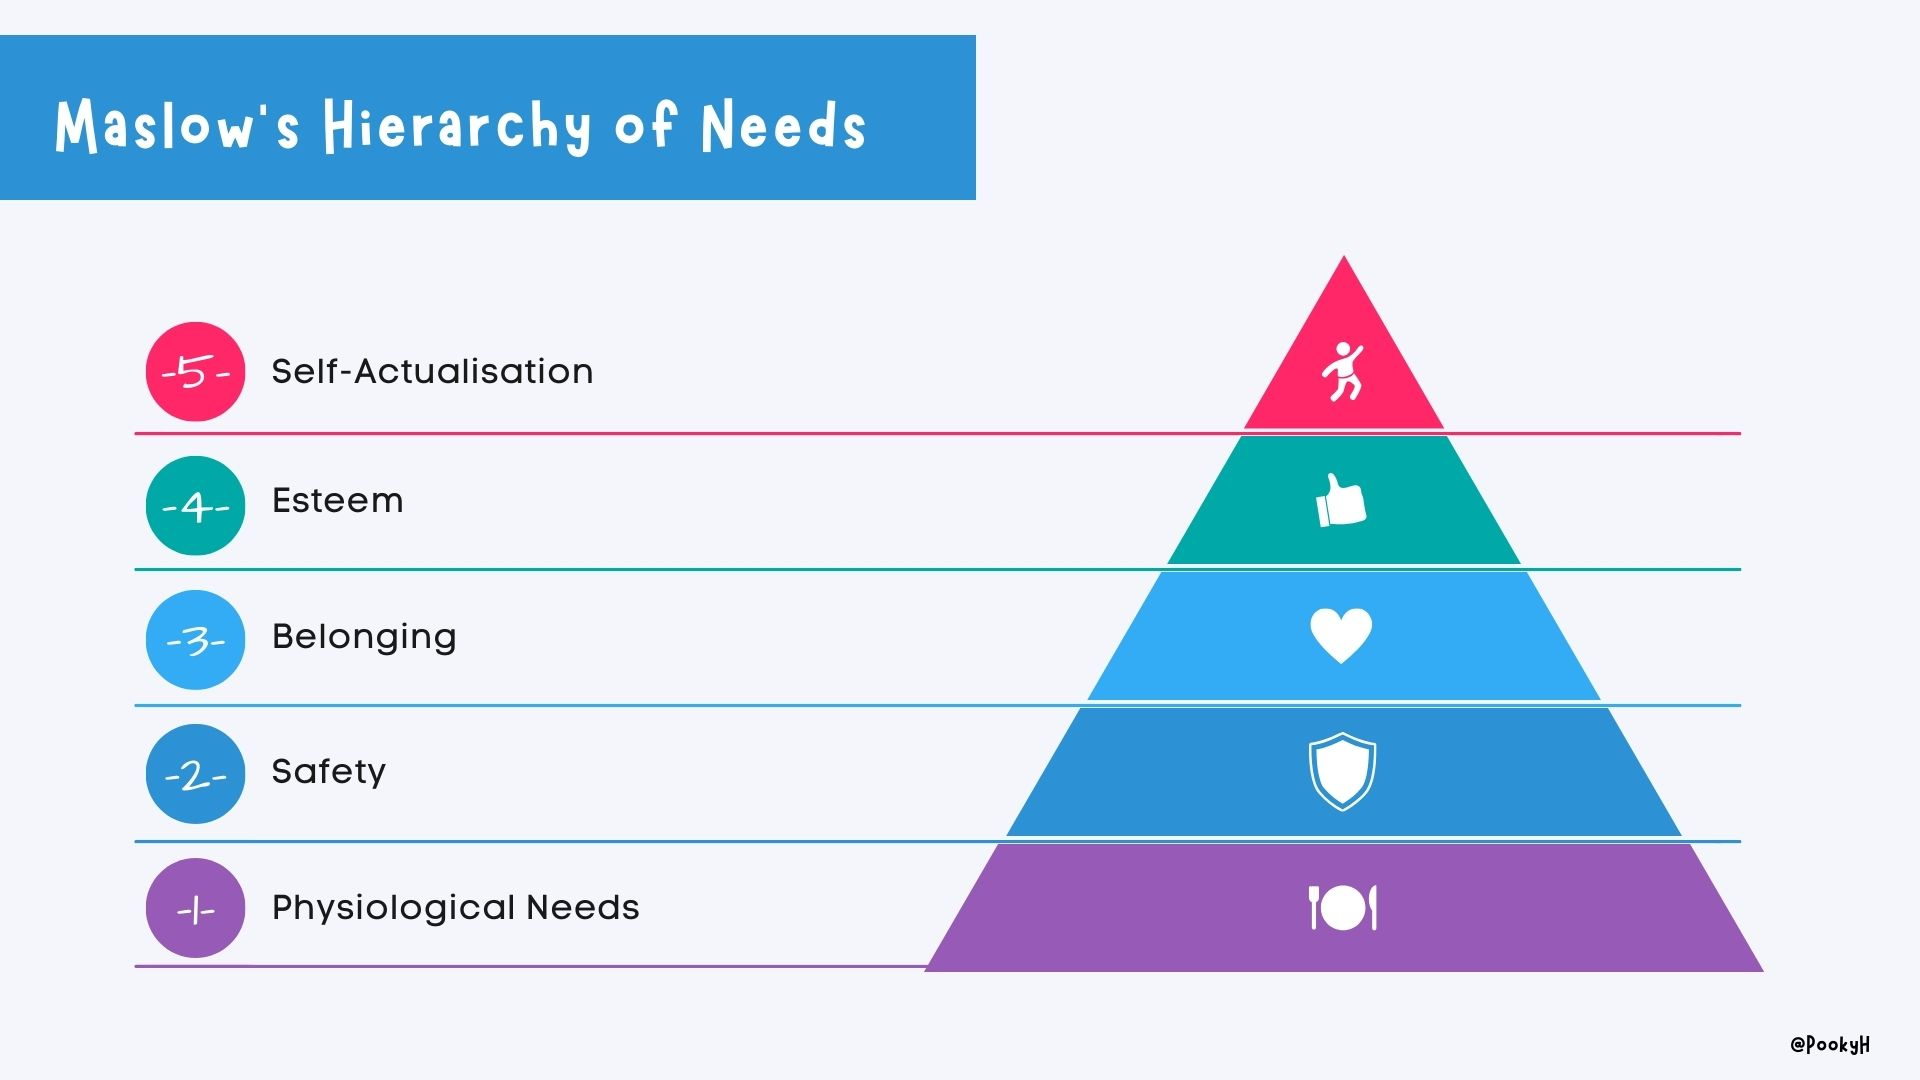 Maslow's Hierarchy of Needs
-5- Self-Actualisation
-4- Esteem
-3- Belonging
-2- Safety
-1- Physiological Needs
@PookyH